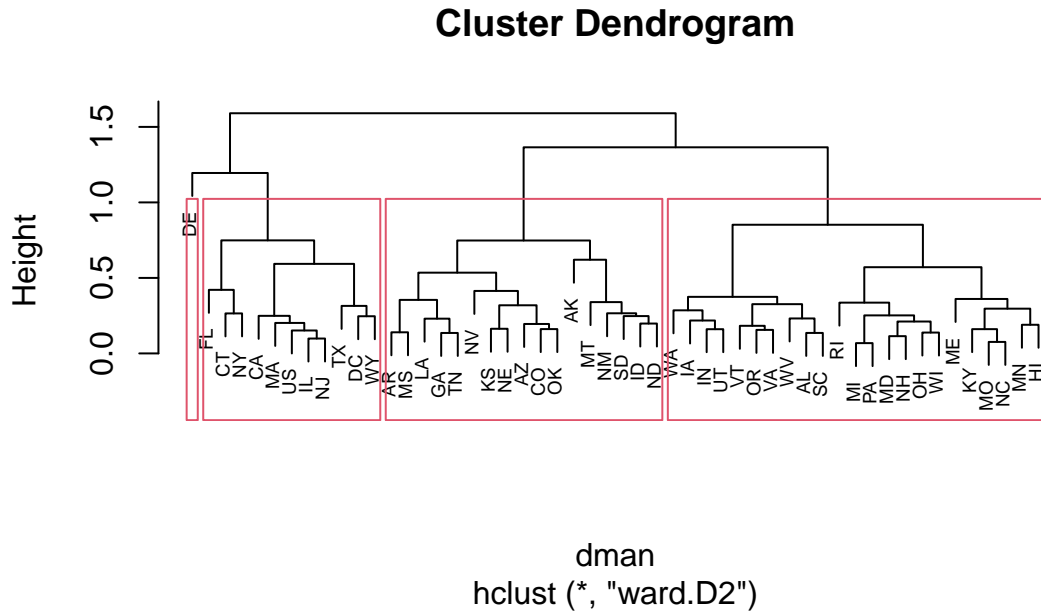 Cluster Dendrogram
Height
0.0 0.5 1.0 1.5
DE
FL
CT
NY
CA
MA
US
IL
NJ
TX
DC
WY
AR
MS
LA
GA
TN
NV
KS
NE
AZ
CO
OK
AK
MT
NM
SD
ID
ND
WA
IA
IN
UT
VT
OR
VA
WV
AL
SC
RI
MI
PA
MD
NH
OH
WI
ME
KY
MO
NC
MN
HI
dman
hclust (*, "ward.D2")